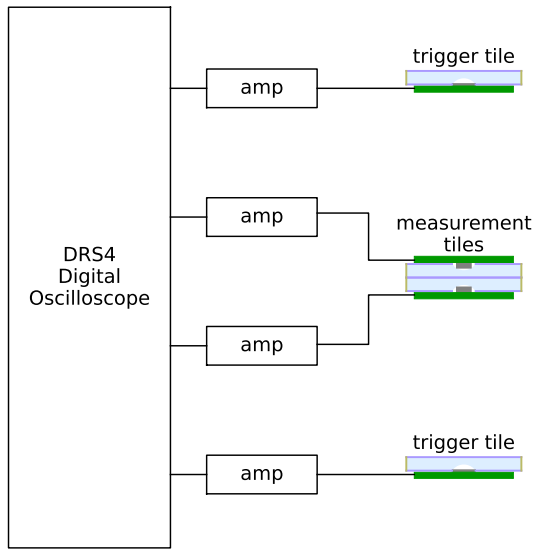 trigger tile
amp
amp
measurement
tiles
DRS4
Digital
Oscilloscope
amp
trigger tile
amp